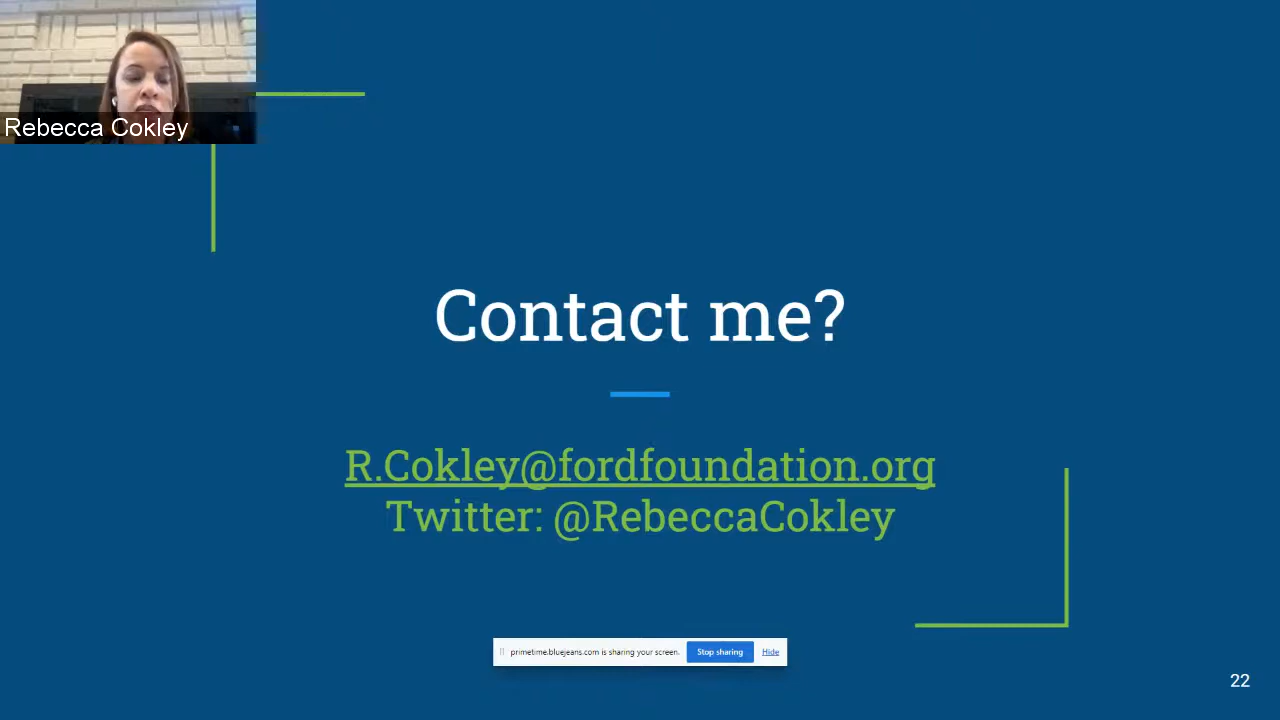 Rebecca Cokley
Contact me?
R.Cokley@fordfoundation.org
Twitter: @RebeccaCokley
primetime.bluejeans.com is sharing your screen. Stop sharing Hide
22